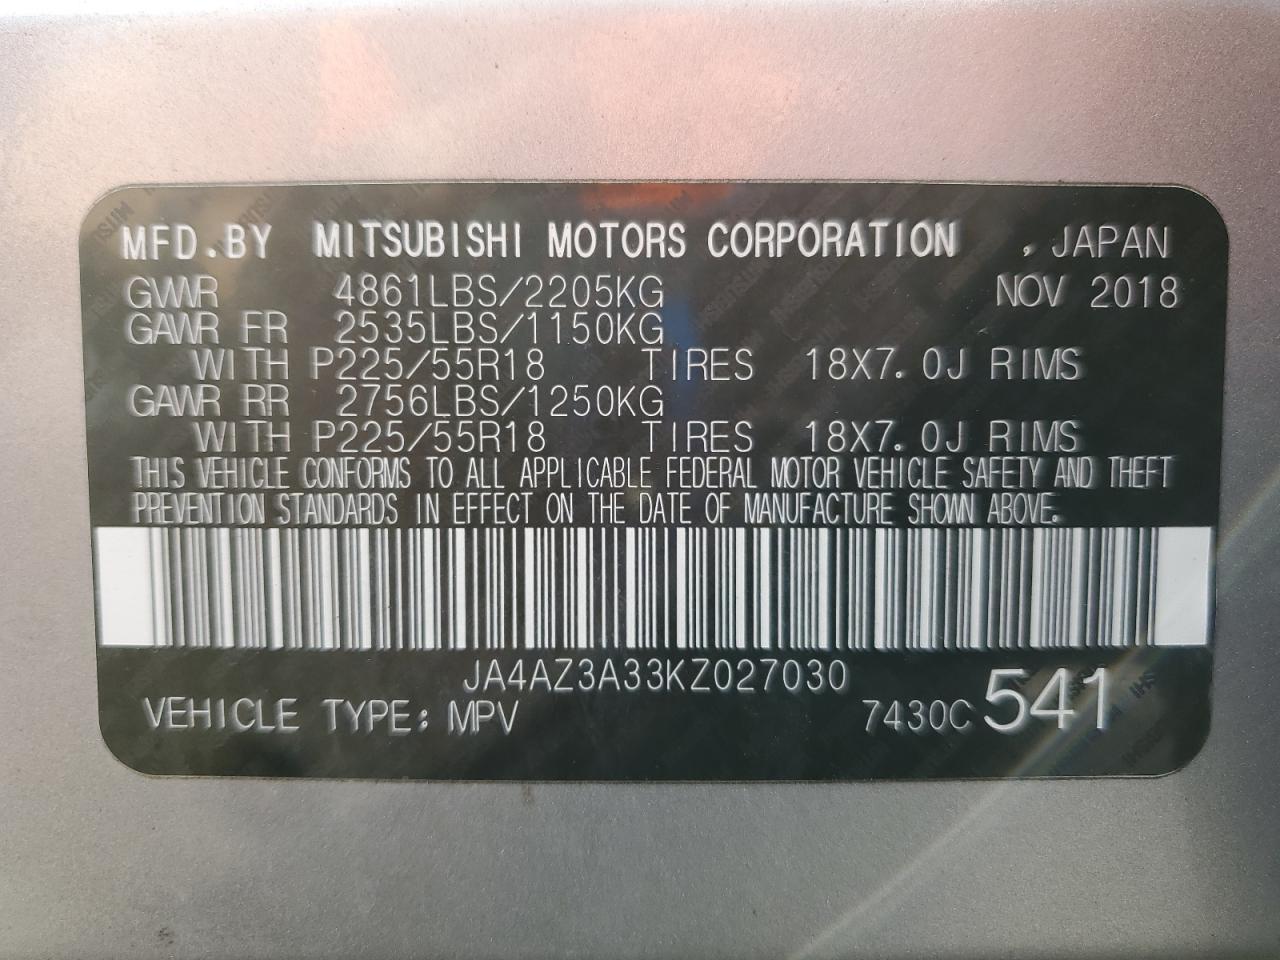 MFD.BY MITSUBISHI MOTORS CORPORATION , JAPAN
GVWR 4861LBS/2205KG NOV 2018
GAWR FR 2535LBS/1150KG
WITH P225/55R18 TIRES 18X7.0J RIMS
GAWR RR 2756LBS/1250KG
WITH P225/55R18 TIRES 18X7.0J RIMS
THIS VEHICLE CONFORMS TO ALL APPLICABLE FEDERAL MOTOR VEHICLE SAFETY AND THEFT
PREVENTION STANDARDS IN EFFECT ON THE DATE OF MANUFACTURE SHOWN ABOVE.
JA4AZ3A33KZ027030
VEHICLE TYPE: MPV 7430C 541